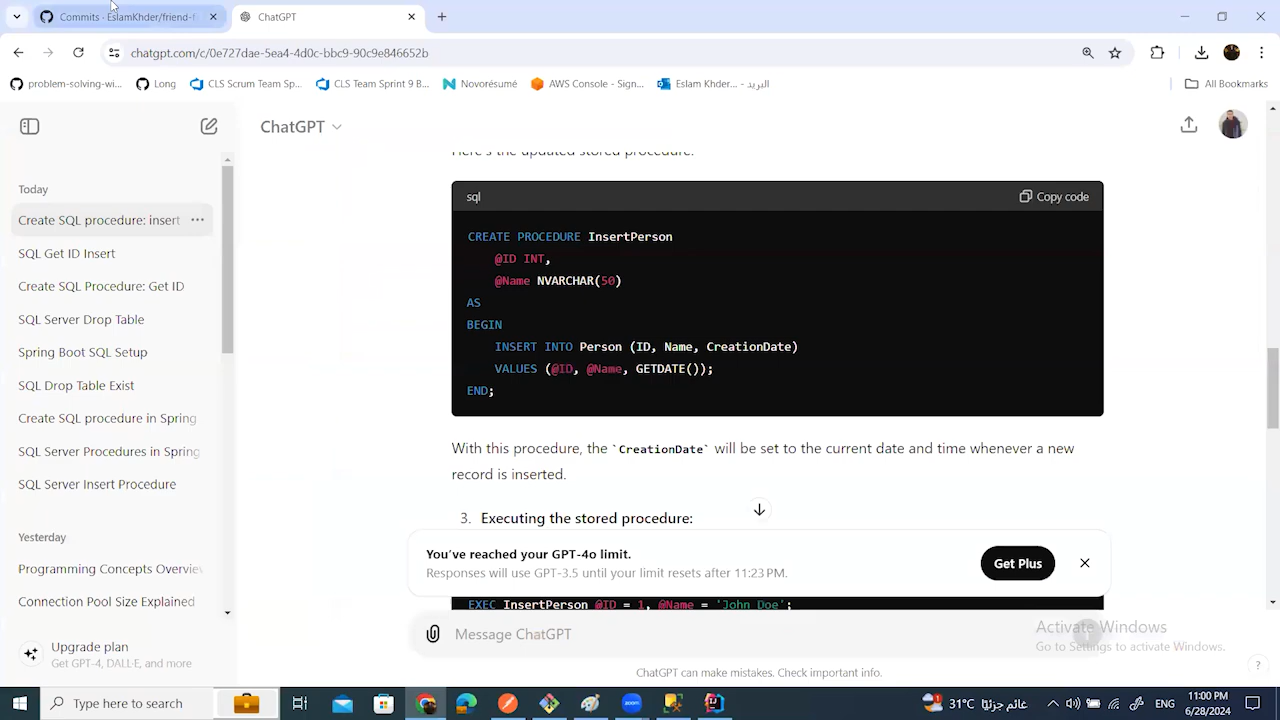 Commits · EslamKhder/friend-f
ChatGPT
chatgpt.com/c/0e727dae-5ea4-4d0c-bbc9-90c9e846652b
problem-solving-wi...
Long
CLS Scrum Team Sp...
CLS Team Sprint 9 B...
Novorésumé
AWS Console - Sign...
Eslam Khder... - البريد
All Bookmarks
ChatGPT
Here's the updated stored procedure:
Today
Create SQL procedure: insert
SQL Get ID Insert
Create SQL Procedure: Get ID
SQL Server Drop Table
Spring Boot SQL Setup
SQL Drop Table Exist
Create SQL procedure in Spring
SQL Server Procedures in Spring
SQL Server Insert Procedure
Yesterday
Programming Concepts Overview
Connection Pool Size Explained
Upgrade plan
Get GPT-4, DALL·E, and more
sql
Copy code
CREATE PROCEDURE InsertPerson
@ID INT,
@Name NVARCHAR(50)
AS
BEGIN
INSERT INTO Person (ID, Name, CreationDate)
VALUES (@ID, @Name, GETDATE());
END;
With this procedure, the `CreationDate` will be set to the current date and time whenever a new
record is inserted.
3. Executing the stored procedure:
You've reached your GPT-4o limit.
Responses will use GPT-3.5 until your limit resets after 11:23 PM.
Get Plus
EXEC InsertPerson @ID = 1, @Name = 'John Doe';
Message ChatGPT
Activate Windows
Go to Settings to activate Windows.
ChatGPT can make mistakes. Check important info.
?
Type here to search
zoom
31°C
غائم جزئيًا
ENG
11:00 PM
6/28/2024